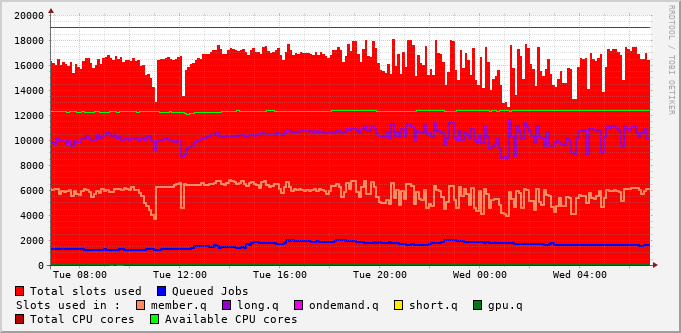 20000
18000
16000
14000
12000
10000
8000
6000
4000
2000
0
Tue 08:00 Tue 12:00 Tue 16:00 Tue 20:00 Wed 00:00 Wed 04:00
Total slots used Queued Jobs
Slots used in : member.q long.q ondemand.q short.q gpu.q
Total CPU cores Available CPU cores
RRDTOOL / TOBI OETIKER